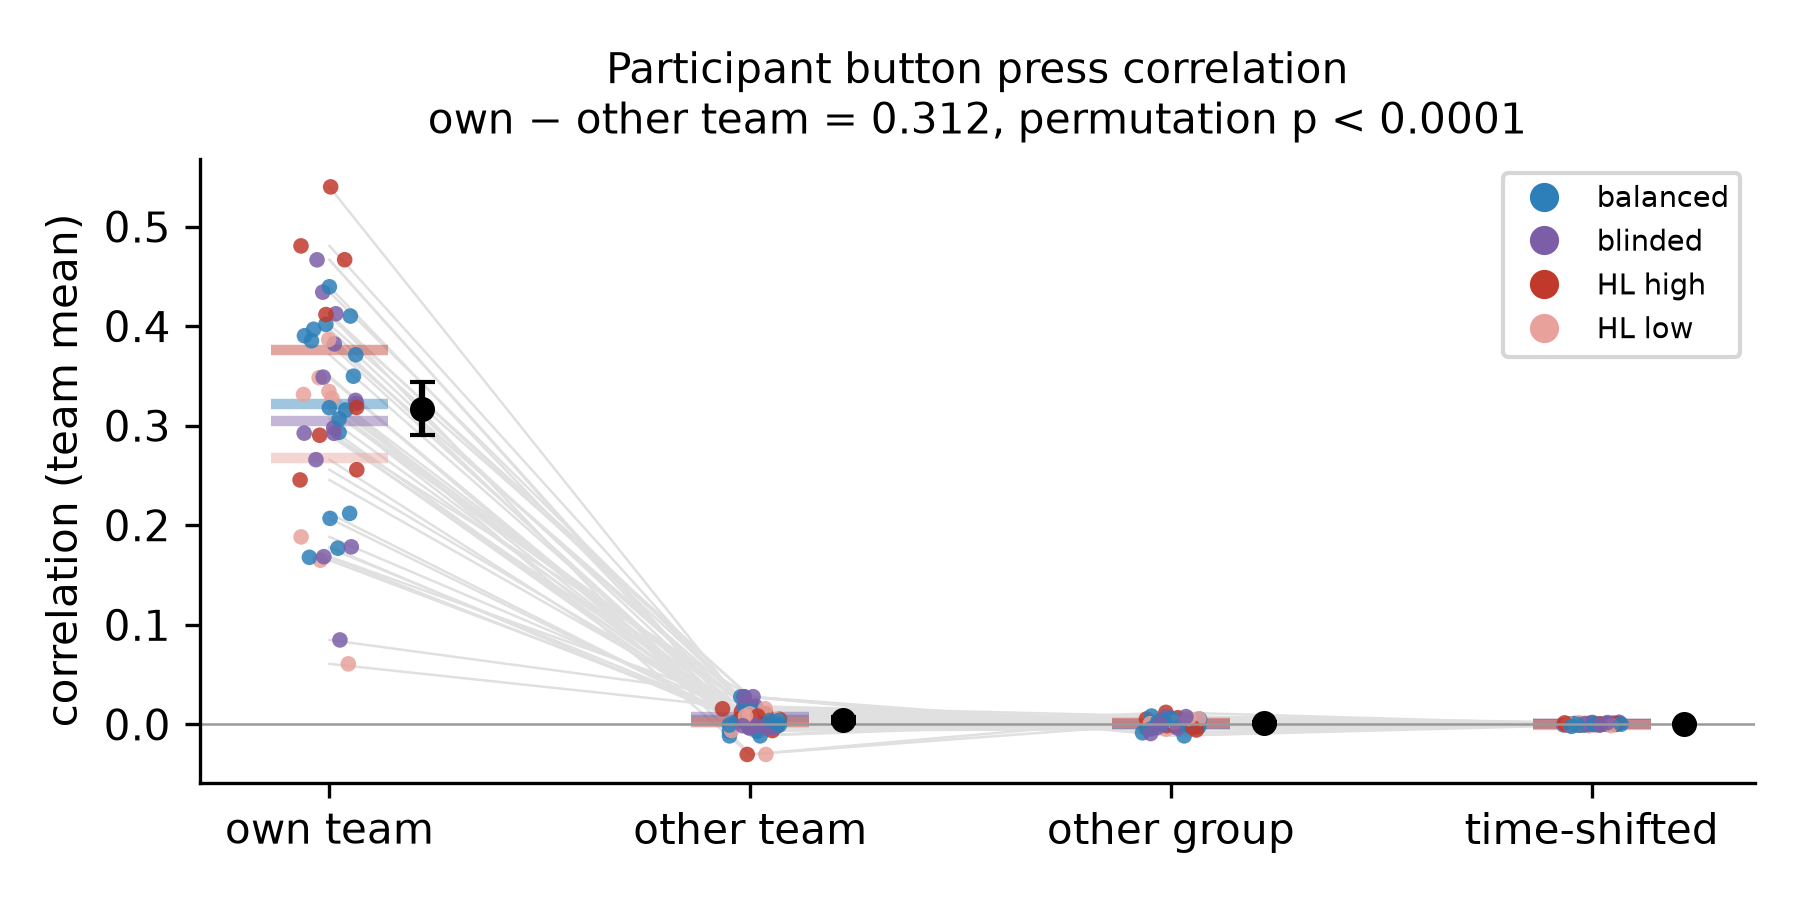 Participant button press correlation
own − other team = 0.312, permutation p < 0.0001
correlation (team mean)
0.5
0.4
0.3
0.2
0.1
0.0
balanced
blinded
HL high
HL low
own team
other team
other group
time-shifted